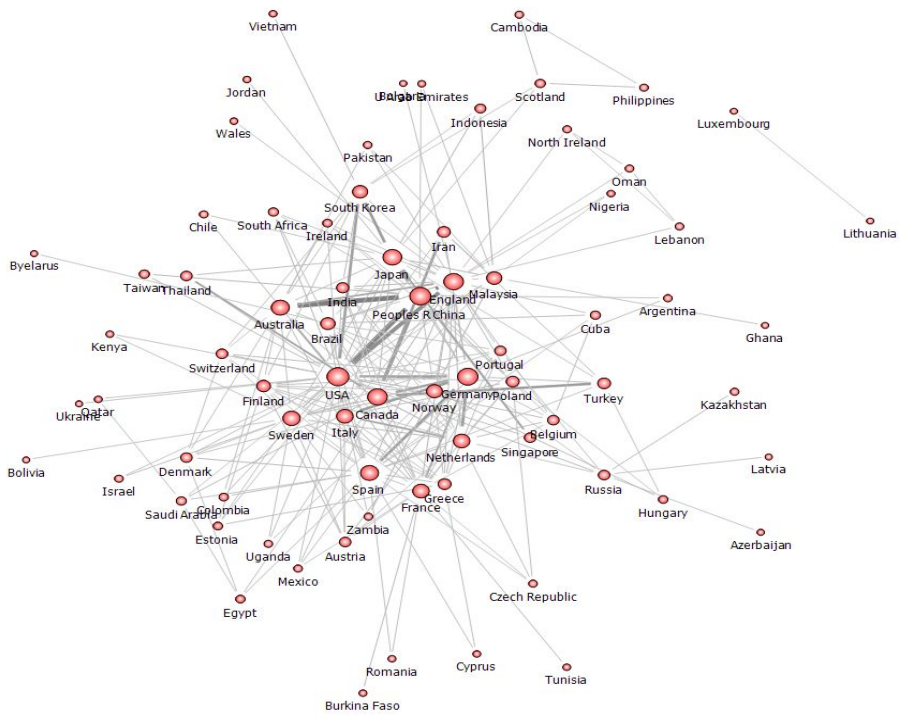 Vietnam
Cambodia
Jordan
Bulgaria
U Arab Emirates
Scotland
Philippines
Luxembourg
Wales
Indonesia
North Ireland
Pakistan
Oman
South Korea
Nigeria
Chile
South Africa
Ireland
Iran
Lebanon
Lithuania
Japan
Byelarus
Taiwan
Thailand
India
England
Malaysia
Peoples R China
Australia
Argentina
Brazil
Cuba
Ghana
Kenya
Switzerland
Portugal
USA
Canada
Norway
Germany
Poland
Turkey
Finland
Kazakhstan
Ukraine
Qatar
Sweden
Italy
Belgium
Netherlands
Singapore
Bolivia
Denmark
Israel
Spain
Russia
Latvia
Saudi Arabia
Colombia
France
Greece
Hungary
Estonia
Zambia
Azerbaijan
Uganda
Austria
Mexico
Czech Republic
Egypt
Romania
Cyprus
Tunisia
Burkina Faso